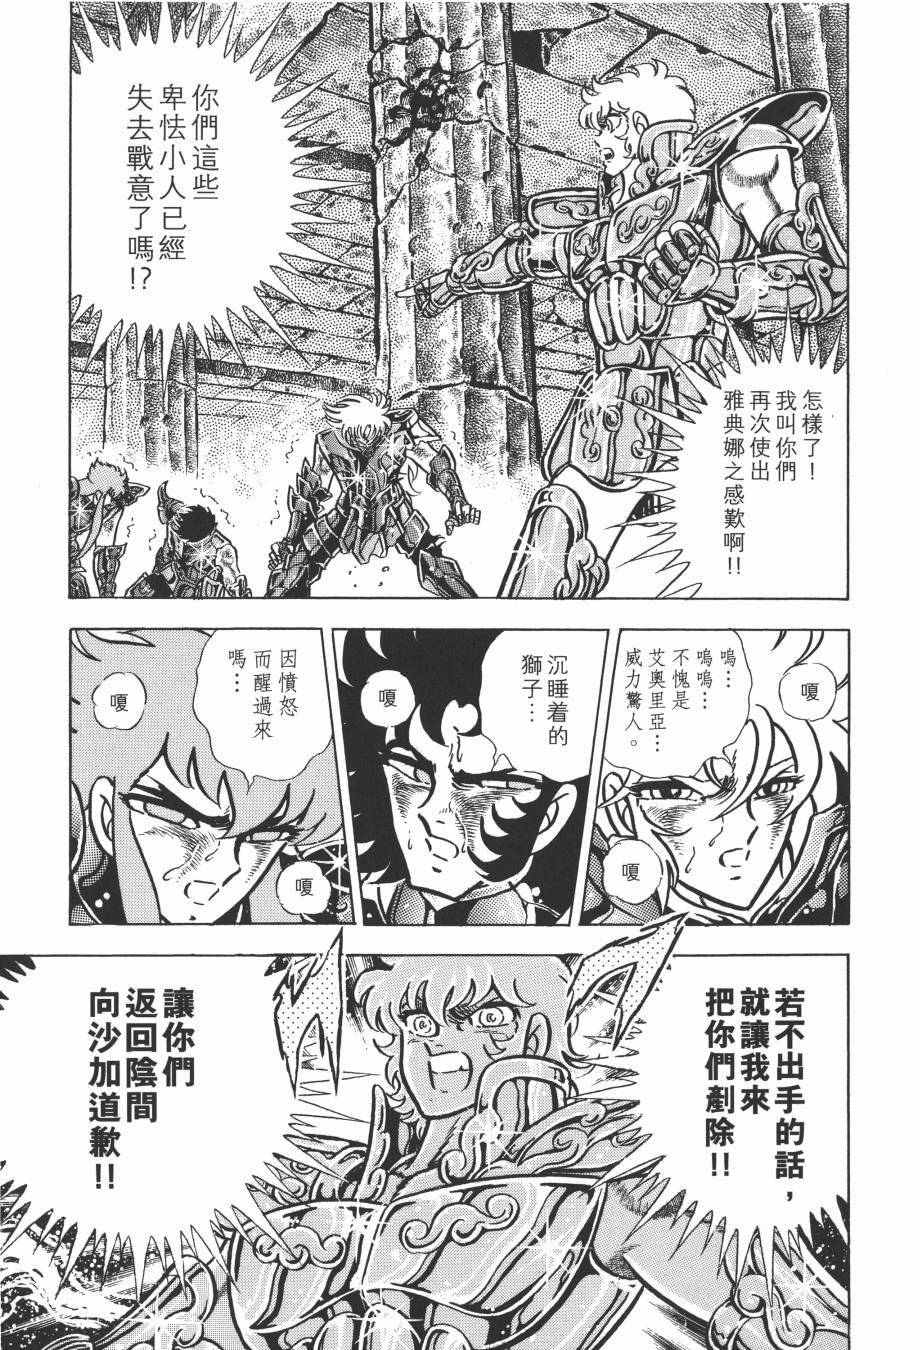 怎樣了！
我叫你們
再次使出
雅典娜之感歎啊!!
你們這些
卑怯小人已經
失去戰意了嗎!?
嗄
嗚…
嗚嗚…
不愧是
艾奧里亞…
威力驚人。
嗄
沉睡着的
獅子…
嗄
因憤怒
而醒過來
嗎…
嗄
嗄
若不出手的話，
就讓我來
把你們剷除!!
讓你們
返回陰間
向沙加道歉!!